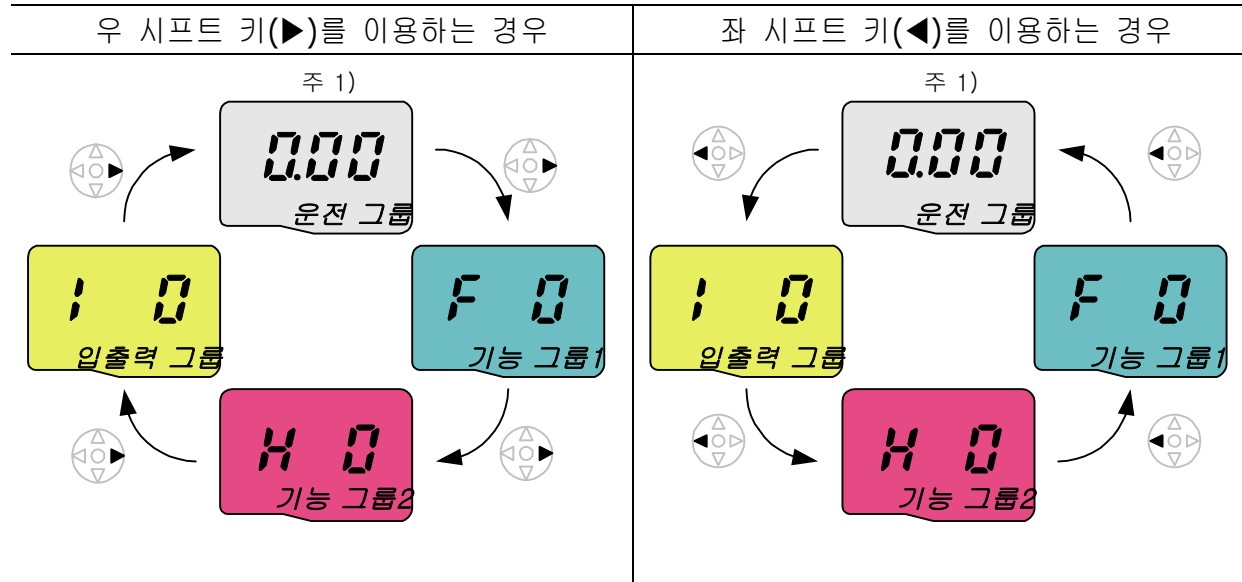 우 시프트 키(▶)를 이용하는 경우
좌 시프트 키(◀)를 이용하는 경우
주 1)
0.00
운전 그룹
I 0
입출력 그룹
F 0
기능 그룹1
H 0
기능 그룹2
주 1)
0.00
운전 그룹
I 0
입출력 그룹
F 0
기능 그룹1
H 0
기능 그룹2